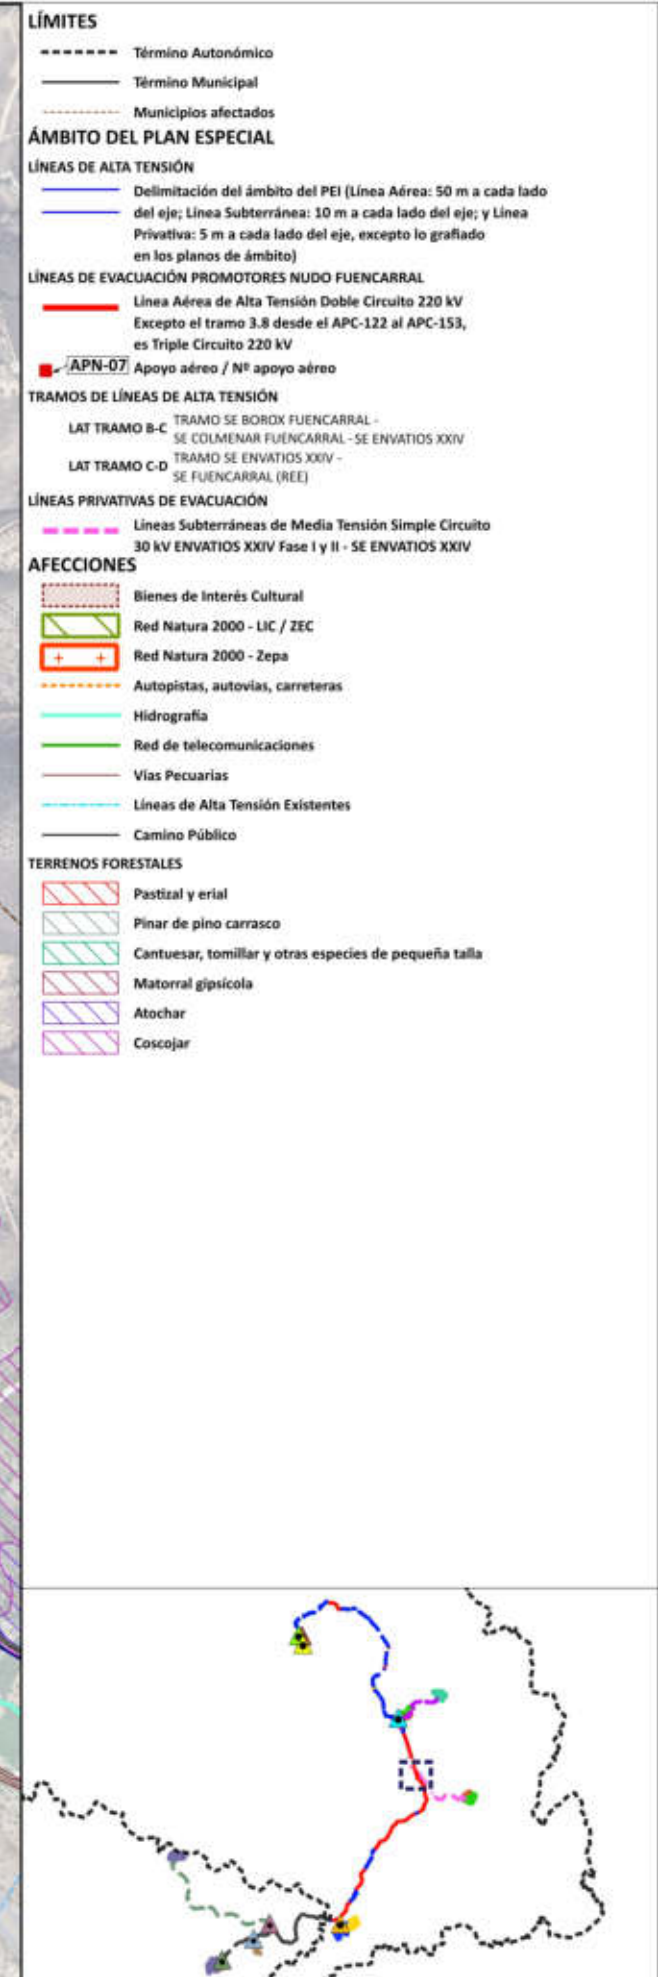 LÍMITES
Término Autonómico
Término Municipal
Municipios afectados
ÁMBITO DEL PLAN ESPECIAL
LÍNEAS DE ALTA TENSIÓN
Delimitación del ámbito del PEI (Línea Aérea: 50 m a cada lado
del eje; Línea Subterránea: 10 m a cada lado del eje; y Línea
Privativa: 5 m a cada lado del eje, excepto lo grafiado
en los planos de ámbito)
LÍNEAS DE EVACUACIÓN PROMOTORES NUDO FUENCARRAL
Línea Aérea de Alta Tensión Doble Circuito 220 kV
Excepto el tramo 3.8 desde el APC-122 al APC-153,
es Triple Circuito 220 kV
APN-07 Apoyo aéreo / Nº apoyo aéreo
TRAMOS DE LÍNEAS DE ALTA TENSIÓN
LAT TRAMO B-C TRAMO SE BOROX FUENCARRAL -
SE COLMENAR FUENCARRAL - SE ENVATIOS XXIV
LAT TRAMO C-D TRAMO SE ENVATIOS XXIV -
SE FUENCARRAL (REE)
LÍNEAS PRIVATIVAS DE EVACUACIÓN
Líneas Subterráneas de Media Tensión Simple Circuito
30 kV ENVATIOS XXIV Fase I y II - SE ENVATIOS XXIV
AFECCIONES
Bienes de Interés Cultural
Red Natura 2000 - LIC / ZEC
Red Natura 2000 - Zepa
Autopistas, autovías, carreteras
Hidrografía
Red de telecomunicaciones
Vías Pecuarias
Líneas de Alta Tensión Existentes
Camino Público
TERRENOS FORESTALES
Pastizal y erial
Pinar de pino carrasco
Cantuesar, tomillar y otras especies de pequeña talla
Matorral gipsícola
Atochar
Coscojar